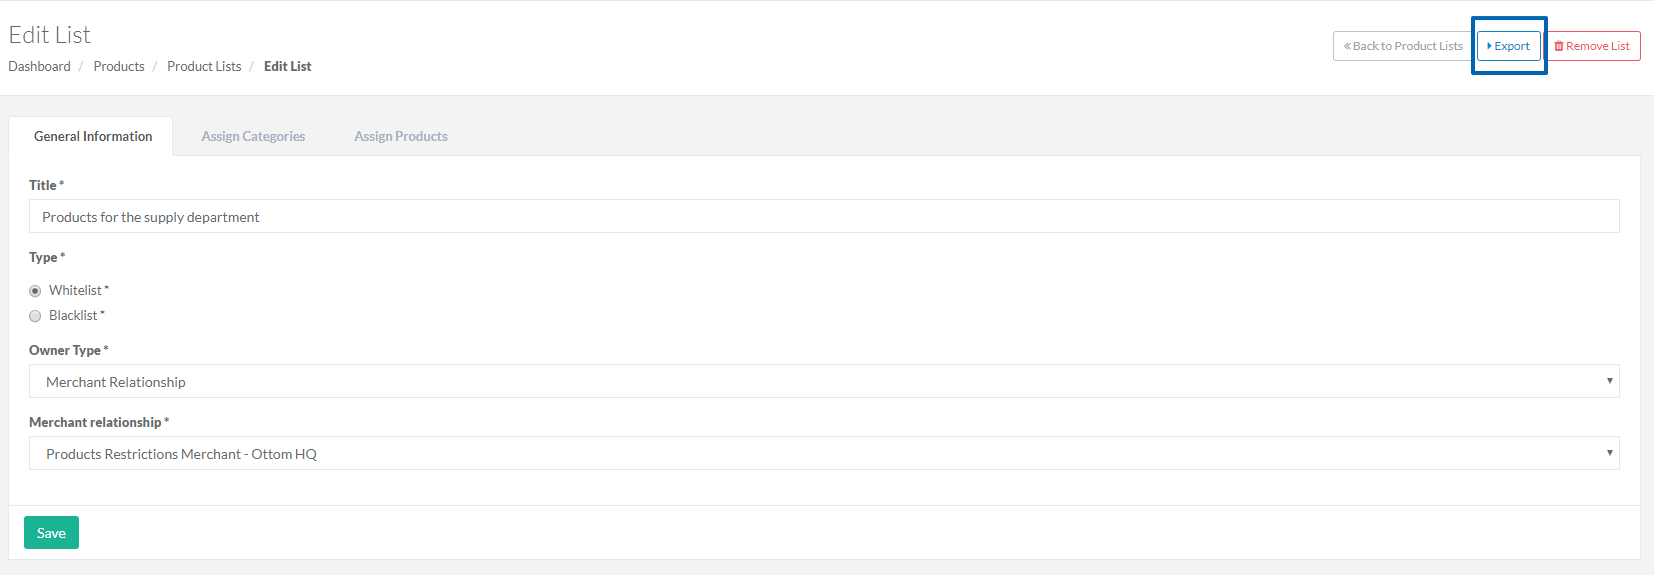 Edit List
Dashboard / Products / Product Lists / Edit List
« Back to Product Lists
Export
Remove List
General Information
Assign Categories
Assign Products
Title *
Products for the supply department
Type *
Whitelist *
Blacklist *
Owner Type *
Merchant Relationship
Merchant relationship *
Products Restrictions Merchant - Ottom HQ
Save